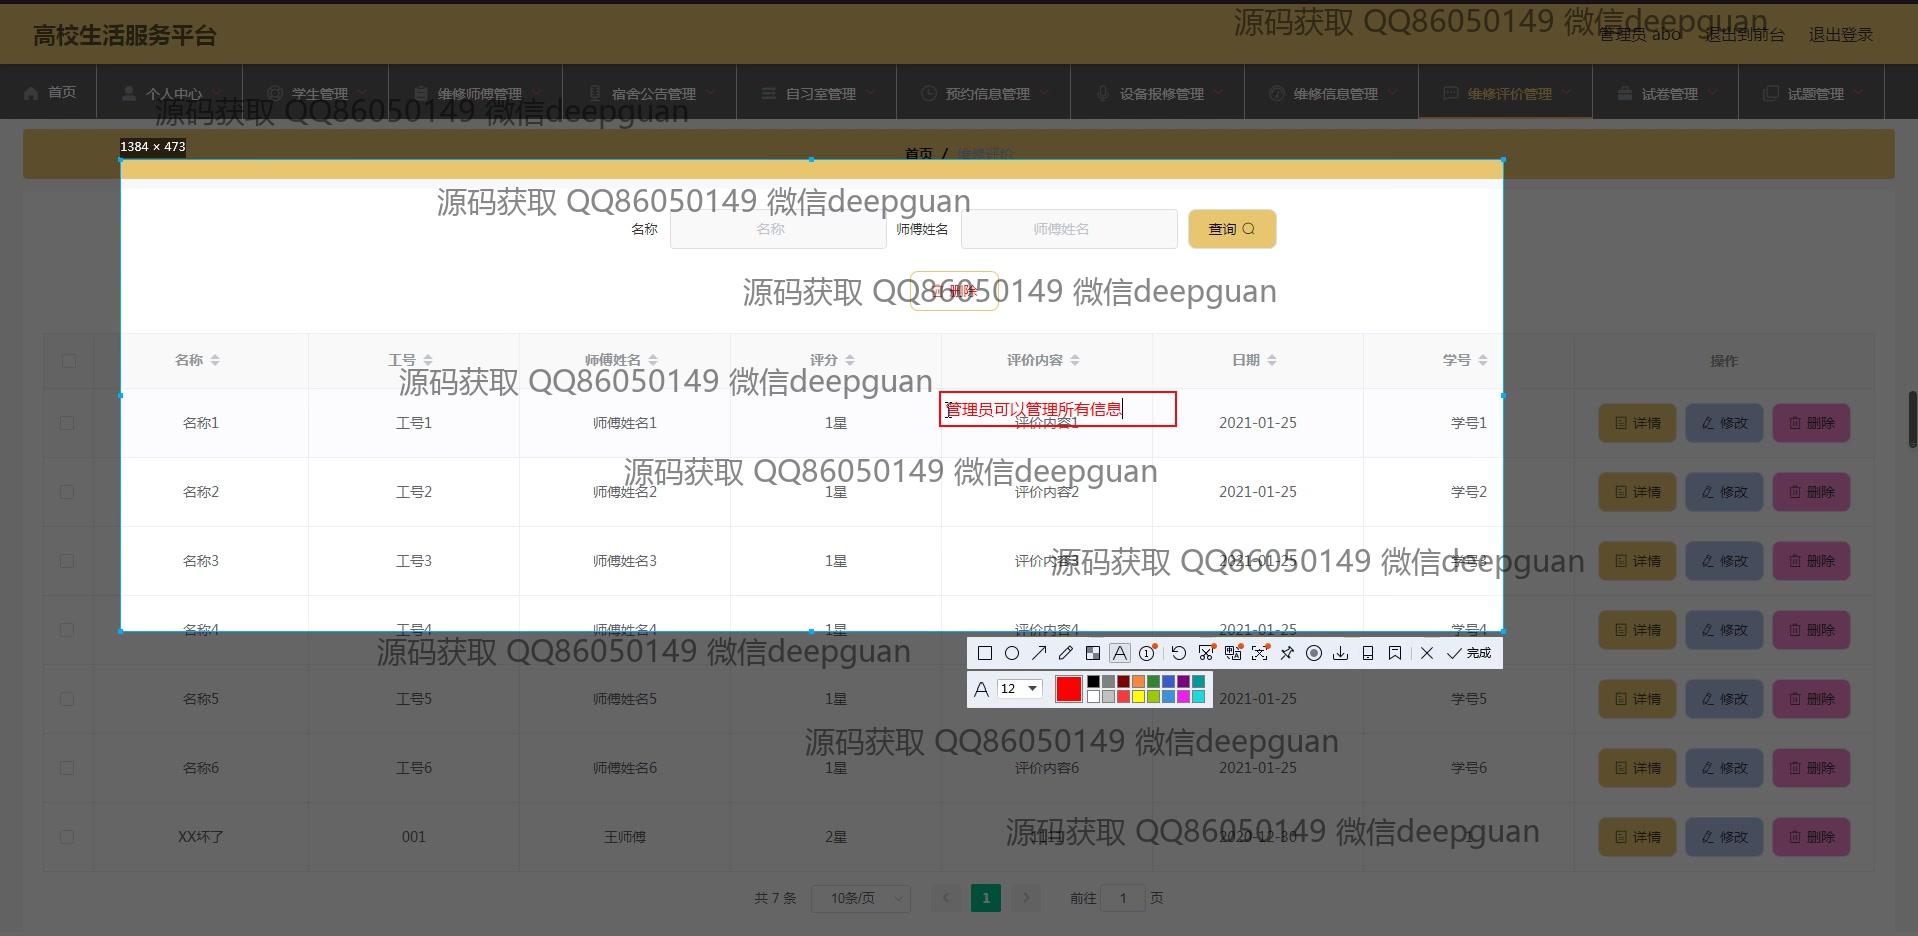 高校生活服务平台
源码获取 QQ86050149 微信deepguan
管理员 abo 退出到前台 退出登录
首页 个人中心 学生管理 维修师傅管理 宿舍公告管理 自习室管理 预约信息管理 设备报修管理 维修信息管理 维修评价管理 试卷管理 试题管理
源码获取 QQ86050149 微信deepguan
1384 × 473
首页 / 维修评价
源码获取 QQ86050149 微信deepguan
名称 名称 师傅姓名 师傅姓名 查询
源码获取 QQ86050149 微信deepguan
删除
名称 工号 师傅姓名 评分 评价内容 日期 学号 操作
源码获取 QQ86050149 微信deepguan
管理员可以管理所有信息
名称1 工号1 师傅姓名1 1星 评价内容1 2021-01-25 学号1 详情 修改 删除
源码获取 QQ86050149 微信deepguan
名称2 工号2 师傅姓名2 1星 评价内容2 2021-01-25 学号2 详情 修改 删除
名称3 工号3 师傅姓名3 1星 评价内容3 2021-01-25 学号3 详情 修改 删除
源码获取 QQ86050149 微信deepguan
名称4 工号4 师傅姓名4 1星 评价内容4 2021-01-25 学号4 详情 修改 删除
源码获取 QQ86050149 微信deepguan
完成
A 12
名称5 工号5 师傅姓名5 1星 2021-01-25 学号5 详情 修改 删除
源码获取 QQ86050149 微信deepguan
名称6 工号6 师傅姓名6 1星 评价内容6 2021-01-25 学号6 详情 修改 删除
XX坏了 001 王师傅 2星 2020-12-30 1 详情 修改 删除
源码获取 QQ86050149 微信deepguan
共 7 条 10条/页 1 前往 1 页